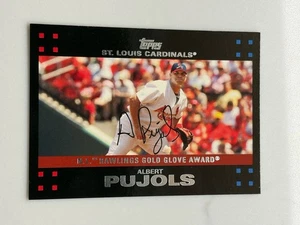 Topps
ST. LOUIS CARDINALS®
RAWLINGS GOLD GLOVE AWARD®
ALBERT
PUJOLS